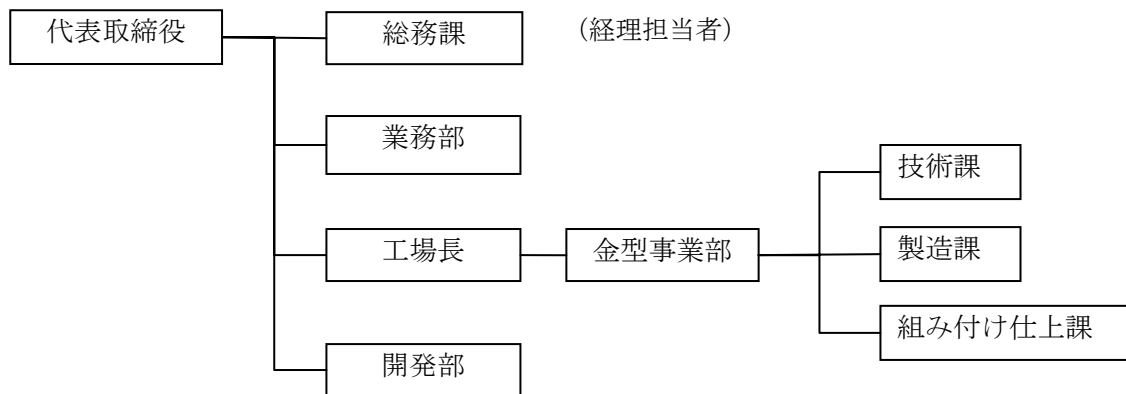 代表取締役
総務課
（経理担当者）
業務部
工場長
金型事業部
技術課
製造課
組み付け仕上課
開発部